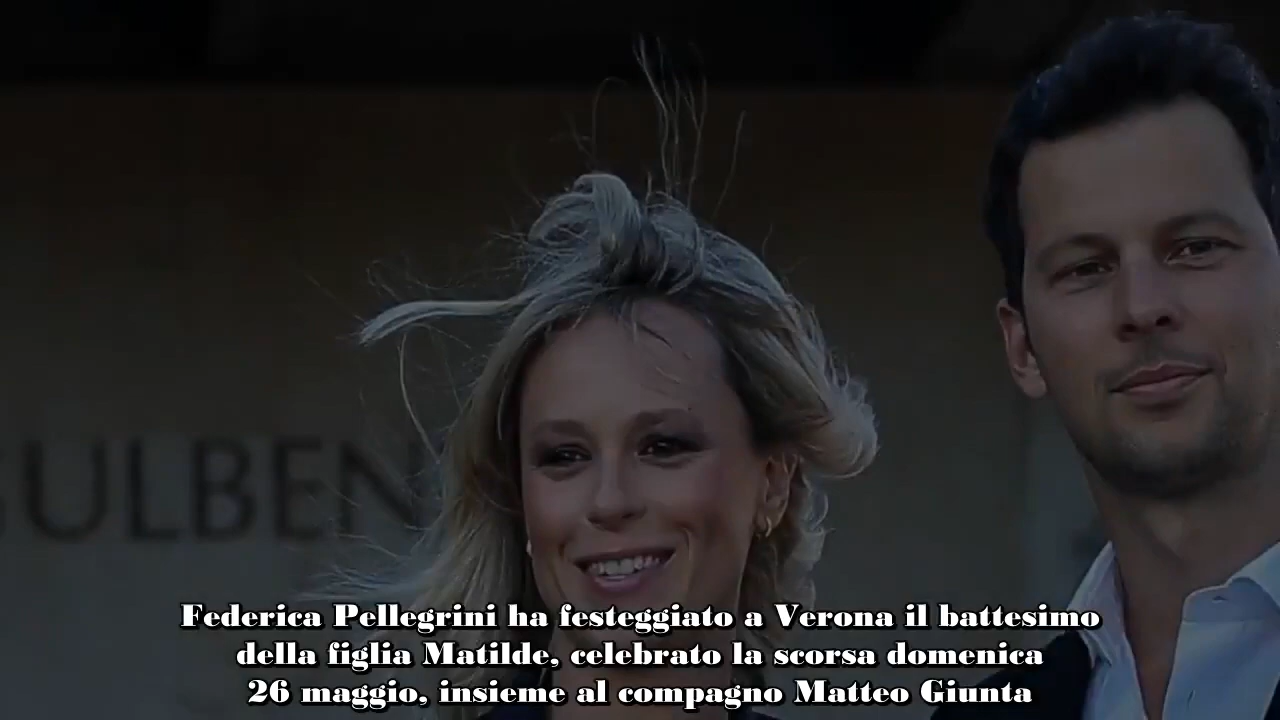 GULBEN
Federica Pellegrini ha festeggiato a Verona il battesimo
della figlia Matilde, celebrato la scorsa domenica
26 maggio, insieme al compagno Matteo Giunta